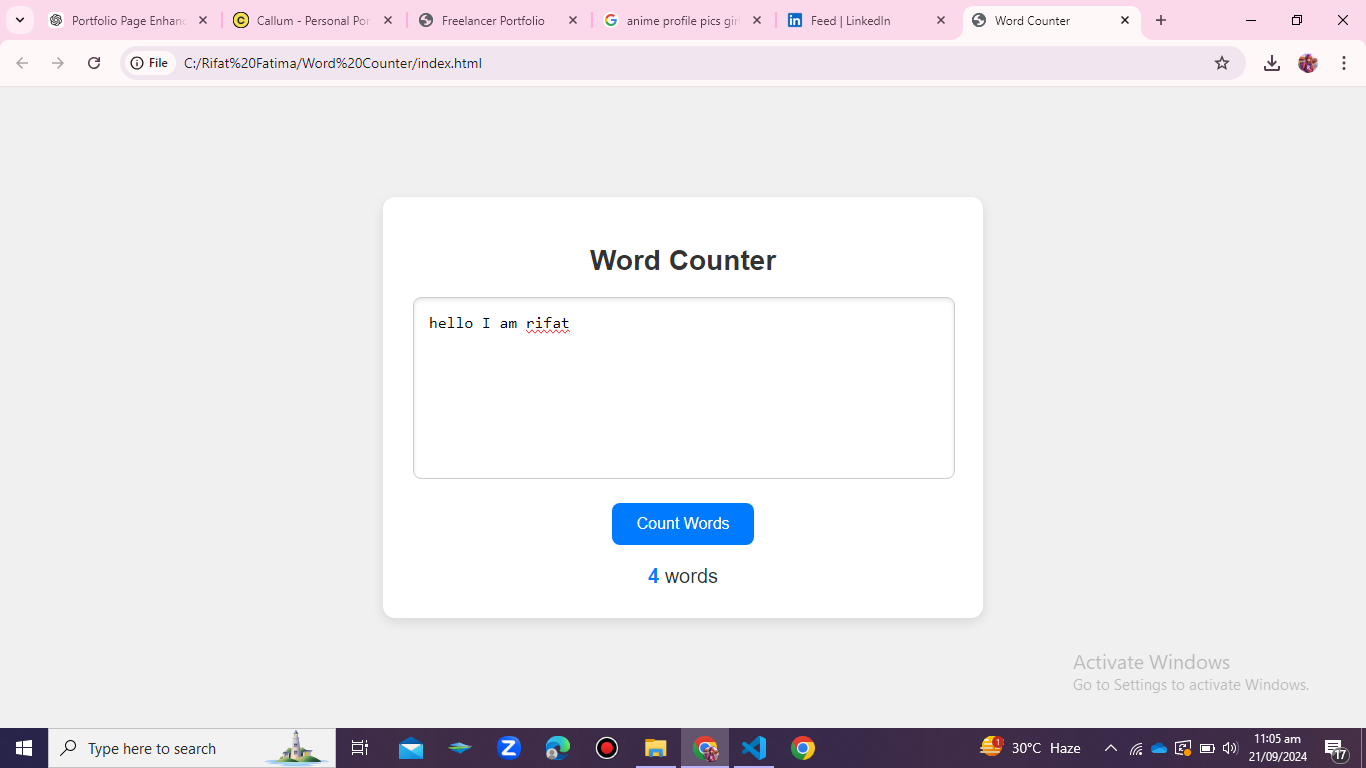 Portfolio Page Enhanc
Callum - Personal Por
Freelancer Portfolio
anime profile pics girl
Feed | LinkedIn
Word Counter
File
C:/Rifat%20Fatima/Word%20Counter/index.html
Word Counter
hello I am rifat
Count Words
4 words
Activate Windows
Go to Settings to activate Windows.
Type here to search
30°C Haze
11:05 am
21/09/2024
17